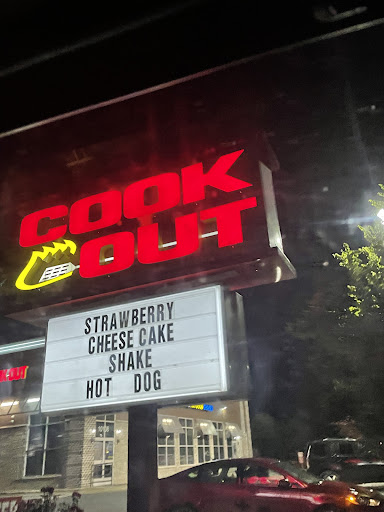 COOK
OUT
STRAWBERRY
CHEESE CAKE
SHAKE
HOT DOG